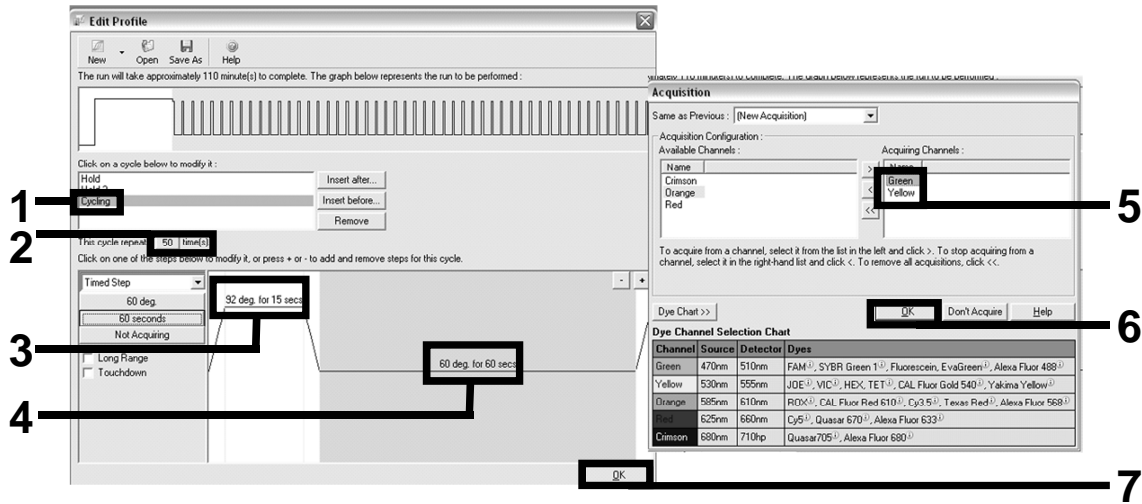 Edit Profile
New Open Save As Help
The run will take approximately 110 minute(s) to complete. The graph below represents the run to be performed :
Click on a cycle below to modify it :
Hold
Hold 2
Cycling
Insert after...
Insert before...
Remove
This cycle repeats 50 time(s)
Click on one of the steps below to modify it, or press + or - to add and remove steps for this cycle.
Timed Step
- +
60 deg.
60 seconds
Not Acquiring
Long Range
Touchdown
92 deg. for 15 secs
60 deg. for 60 secs
OK
1
2
3
4
Acquisition
Same as Previous : (New Acquisition)
Acquisition Configuration :
Available Channels :
Name
Crimson
Orange
Red
>
<
<<
Acquiring Channels :
Name
Green
Yellow
To acquire from a channel, select it from the list in the left and click >. To stop acquiring from a
channel, select it in the right-hand list and click <. To remove all acquisitions, click <<.
Dye Chart >> OK Don't Acquire Help
Dye Channel Selection Chart
Channel Source Detector Dyes
Green 470nm 510nm FAM, SYBR Green 1, Fluorescein, EvaGreen, Alexa Fluor 488
Yellow 530nm 555nm JOE, VIC, HEX, TET, CAL Fluor Gold 540, Yakima Yellow
Orange 585nm 610nm ROX, CAL Fluor Red 610, Cy3.5, Texas Red, Alexa Fluor 568
Red 625nm 660nm Cy5, Quasar 670, Alexa Fluor 633
Crimson 680nm 710hp Quasar705, Alexa Fluor 680
5
6
7